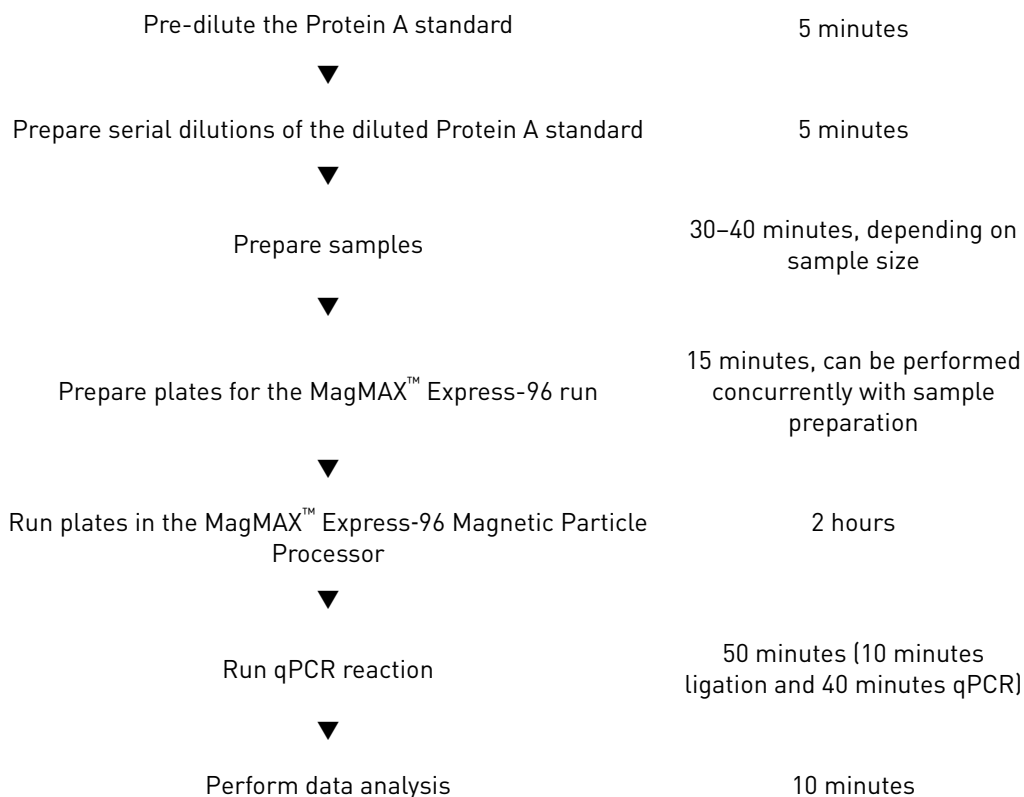 Pre-dilute the Protein A standard
5 minutes
Prepare serial dilutions of the diluted Protein A standard
5 minutes
Prepare samples
30–40 minutes, depending on
sample size
Prepare plates for the MagMAX™ Express-96 run
15 minutes, can be performed
concurrently with sample
preparation
Run plates in the MagMAX™ Express-96 Magnetic Particle
Processor
2 hours
Run qPCR reaction
50 minutes (10 minutes
ligation and 40 minutes qPCR)
Perform data analysis
10 minutes